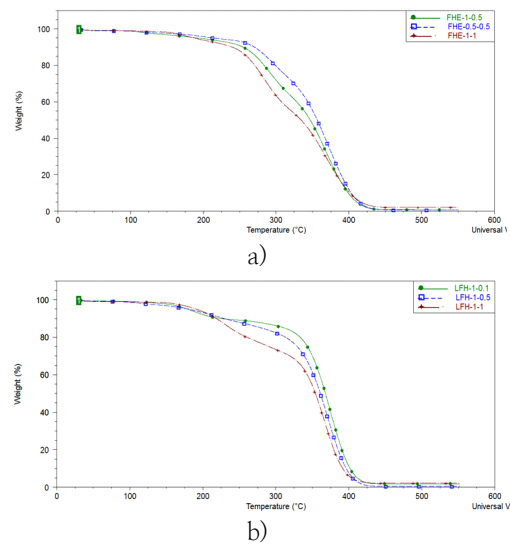 a)
FHE-1-0.5
FHE-0.5-0.5
FHE-1-1
Weight (%)
120
100
80
60
40
20
0
0 100 200 300 400 500 600
Temperature (°C)
Universal V
a)
LFH-1-0.1
LFH-1-0.5
LFH-1-1
Weight (%)
120
100
80
60
40
20
0
0 100 200 300 400 500 600
Temperature (°C)
Universal V
b)